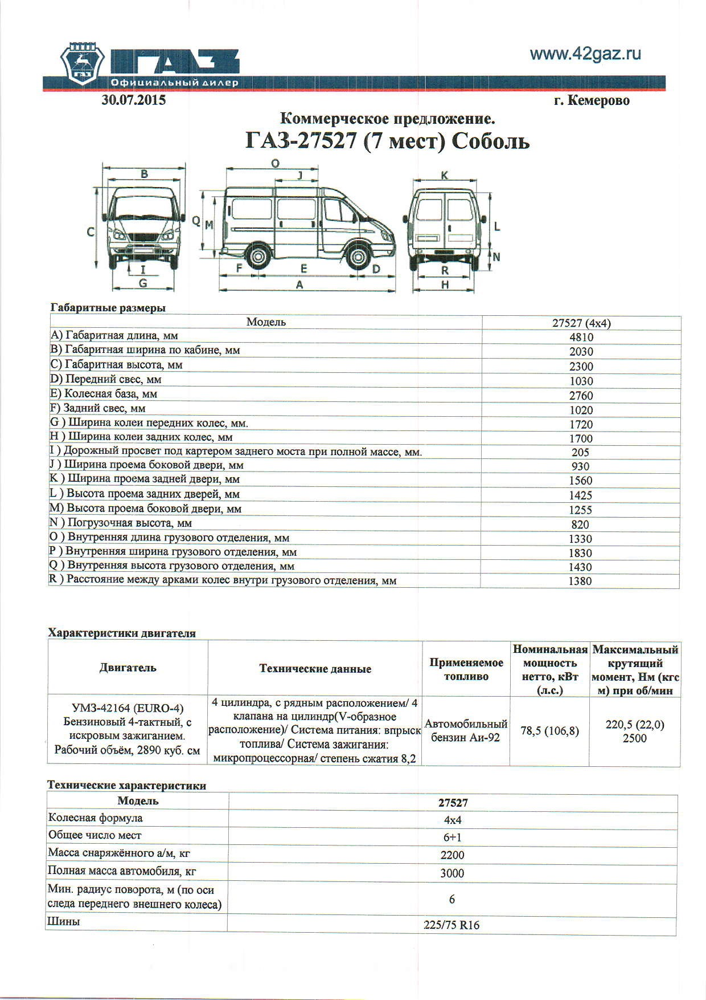 www.42gaz.ru
ГАЗ
ГАЗ
Официальный дилер
30.07.2015 г. Кемерово
Коммерческое предложение.
ГАЗ-27527 (7 мест) Соболь
B
C
I
G
O
J
Q
M
F
E
D
A
K
L
N
R
H
Габаритные размеры
Модель 27527 (4x4)
A) Габаритная длина, мм 4810
B) Габаритная ширина по кабине, мм 2030
C) Габаритная высота, мм 2300
D) Передний свес, мм 1030
E) Колесная база, мм 2760
F) Задний свес, мм 1020
G ) Ширина колеи передних колес, мм. 1720
H ) Ширина колеи задних колес, мм 1700
I ) Дорожный просвет под картером заднего моста при полной массе, мм. 205
J ) Ширина проема боковой двери, мм 930
K ) Ширина проема задней двери, мм 1560
L ) Высота проема задних дверей, мм 1425
M) Высота проема боковой двери, мм 1255
N ) Погрузочная высота, мм 820
O ) Внутренняя длина грузового отделения, мм 1330
P ) Внутренняя ширина грузового отделения, мм 1830
Q ) Внутренняя высота грузового отделения, мм 1430
R ) Расстояние между арками колес внутри грузового отделения, мм 1380
Характеристики двигателя
Двигатель
Технические данные
Применяемое
топливо
Номинальная
мощность
нетто, кВт
(л.с.)
Максимальный
крутящий
момент, Нм (кгс
м) при об/мин
УМЗ-42164 (EURO-4)
Бензиновый 4-тактный, с
искровым зажиганием.
Рабочий объём, 2890 куб. см
4 цилиндра, с рядным расположением/ 4
клапана на цилиндр(V-образное
расположение)/ Система питания: впрыск
топлива/ Система зажигания:
микропроцессорная/ степень сжатия 8,2
Автомобильный
бензин Аи-92
78,5 (106,8)
220,5 (22,0)
2500
Технические характеристики
Модель 27527
Колесная формула 4x4
Общее число мест 6+1
Масса снаряжённого а/м, кг 2200
Полная масса автомобиля, кг 3000
Мин. радиус поворота, м (по оси
следа переднего внешнего колеса) 6
Шины 225/75 R16